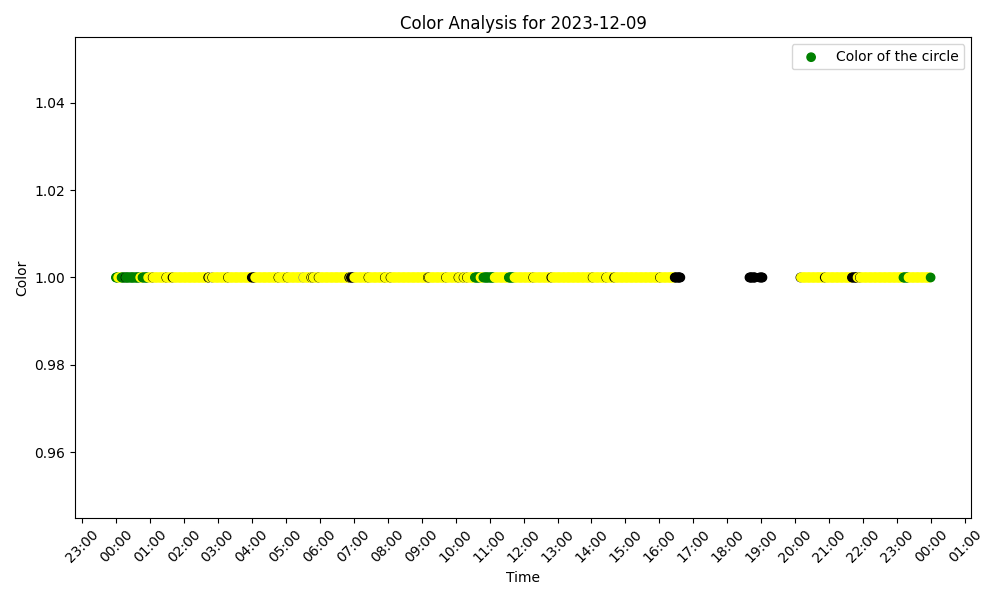 Color Analysis for 2023-12-09
Color of the circle
1.04
1.02
1.00
0.98
0.96
Color
23:00 00:00 01:00 02:00 03:00 04:00 05:00 06:00 07:00 08:00 09:00 10:00 11:00 12:00 13:00 14:00 15:00 16:00 17:00 18:00 19:00 20:00 21:00 22:00 23:00 00:00 01:00
Time